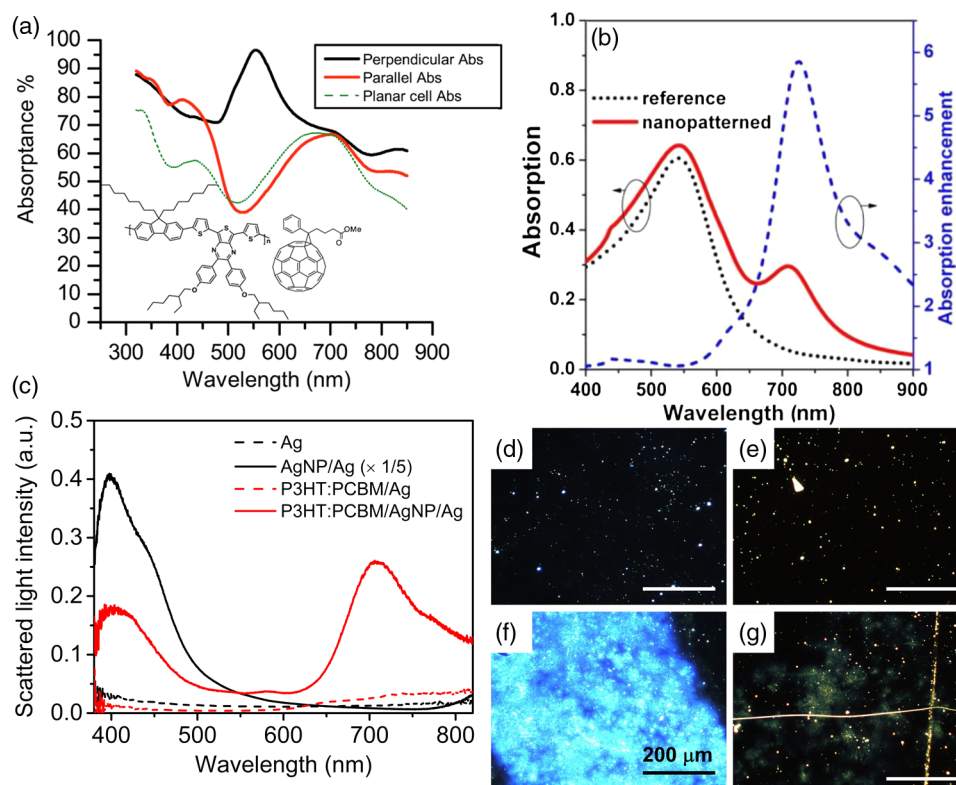 (a)
100
90
80
70
60
50
40
30
20
10
0
Absorptance %
Perpendicular Abs
Parallel Abs
Planar cell Abs
S
S
S
n
N
N
O
O
O
O
Me
300 400 500 600 700 800 900
Wavelength (nm)
(b)
1.0
0.8
0.6
0.4
0.2
0.0
Absorption
reference
nanopatterned
6
5
4
3
2
1
Absorption enhancement
400 500 600 700 800 900
Wavelength (nm)
(c)
0.5
0.4
0.3
0.2
0.1
0.0
Scattered light intensity (a.u.)
Ag
AgNP/Ag (× 1/5)
P3HT:PCBM/Ag
P3HT:PCBM/AgNP/Ag
400 500 600 700 800
Wavelength (nm)
(d)
(e)
(f)
200 μm
(g)